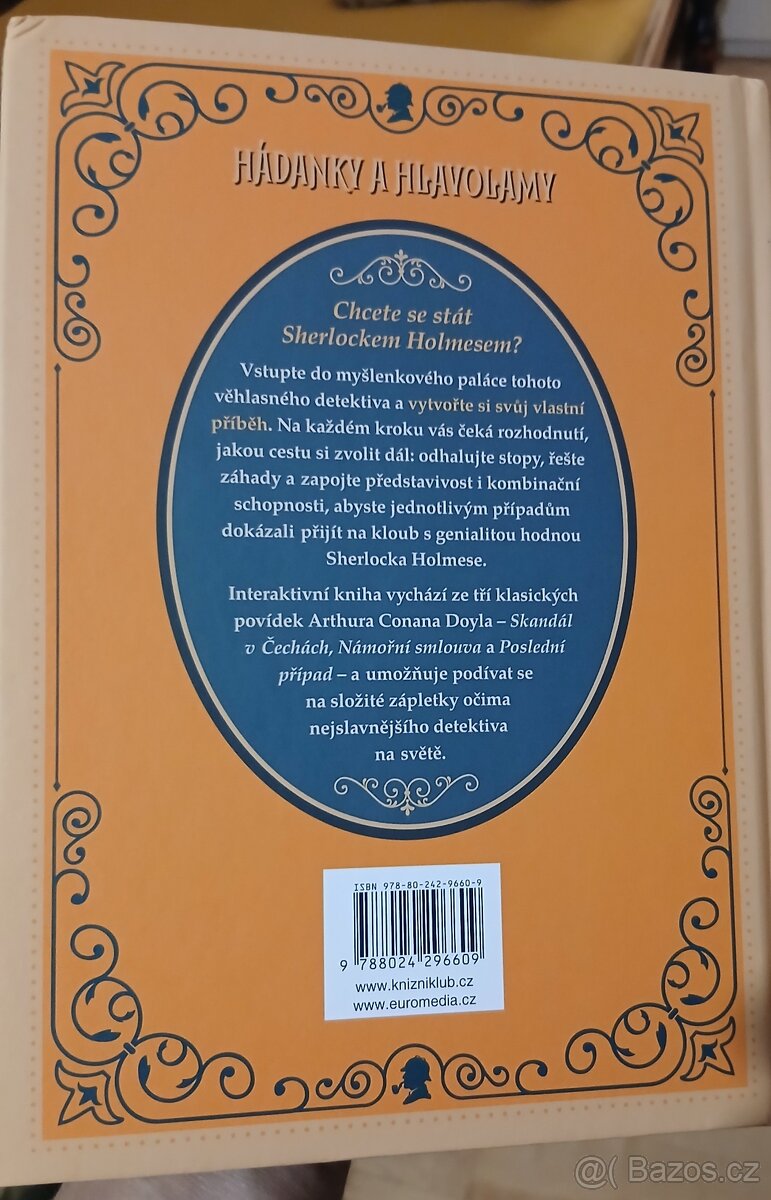 HÁDANKY A HLAVOLAMY
Chcete se stát
Sherlockem Holmesem?
Vstupte do myšlenkového paláce tohoto
věhlasného detektiva a vytvořte si svůj vlastní
příběh. Na každém kroku vás čeká rozhodnutí,
jakou cestu si zvolit dál: odhalujte stopy, řešte
záhady a zapojte představivost i kombinační
schopnosti, abyste jednotlivým případům
dokázali přijít na kloub s genialitou hodnou
Sherlocka Holmese.
Interaktivní kniha vychází ze tří klasických
povídek Arthura Conana Doyla – Skandál
v Čechách, Námořní smlouva a Poslední
případ – a umožňuje podívat se
na složité zápletky očima
nejslavnějšího detektiva
na světě.
ISBN 978-80-242-9660-9
9 788024 296609
www.knizniklub.cz
www.euromedia.cz
@( Bazos.cz